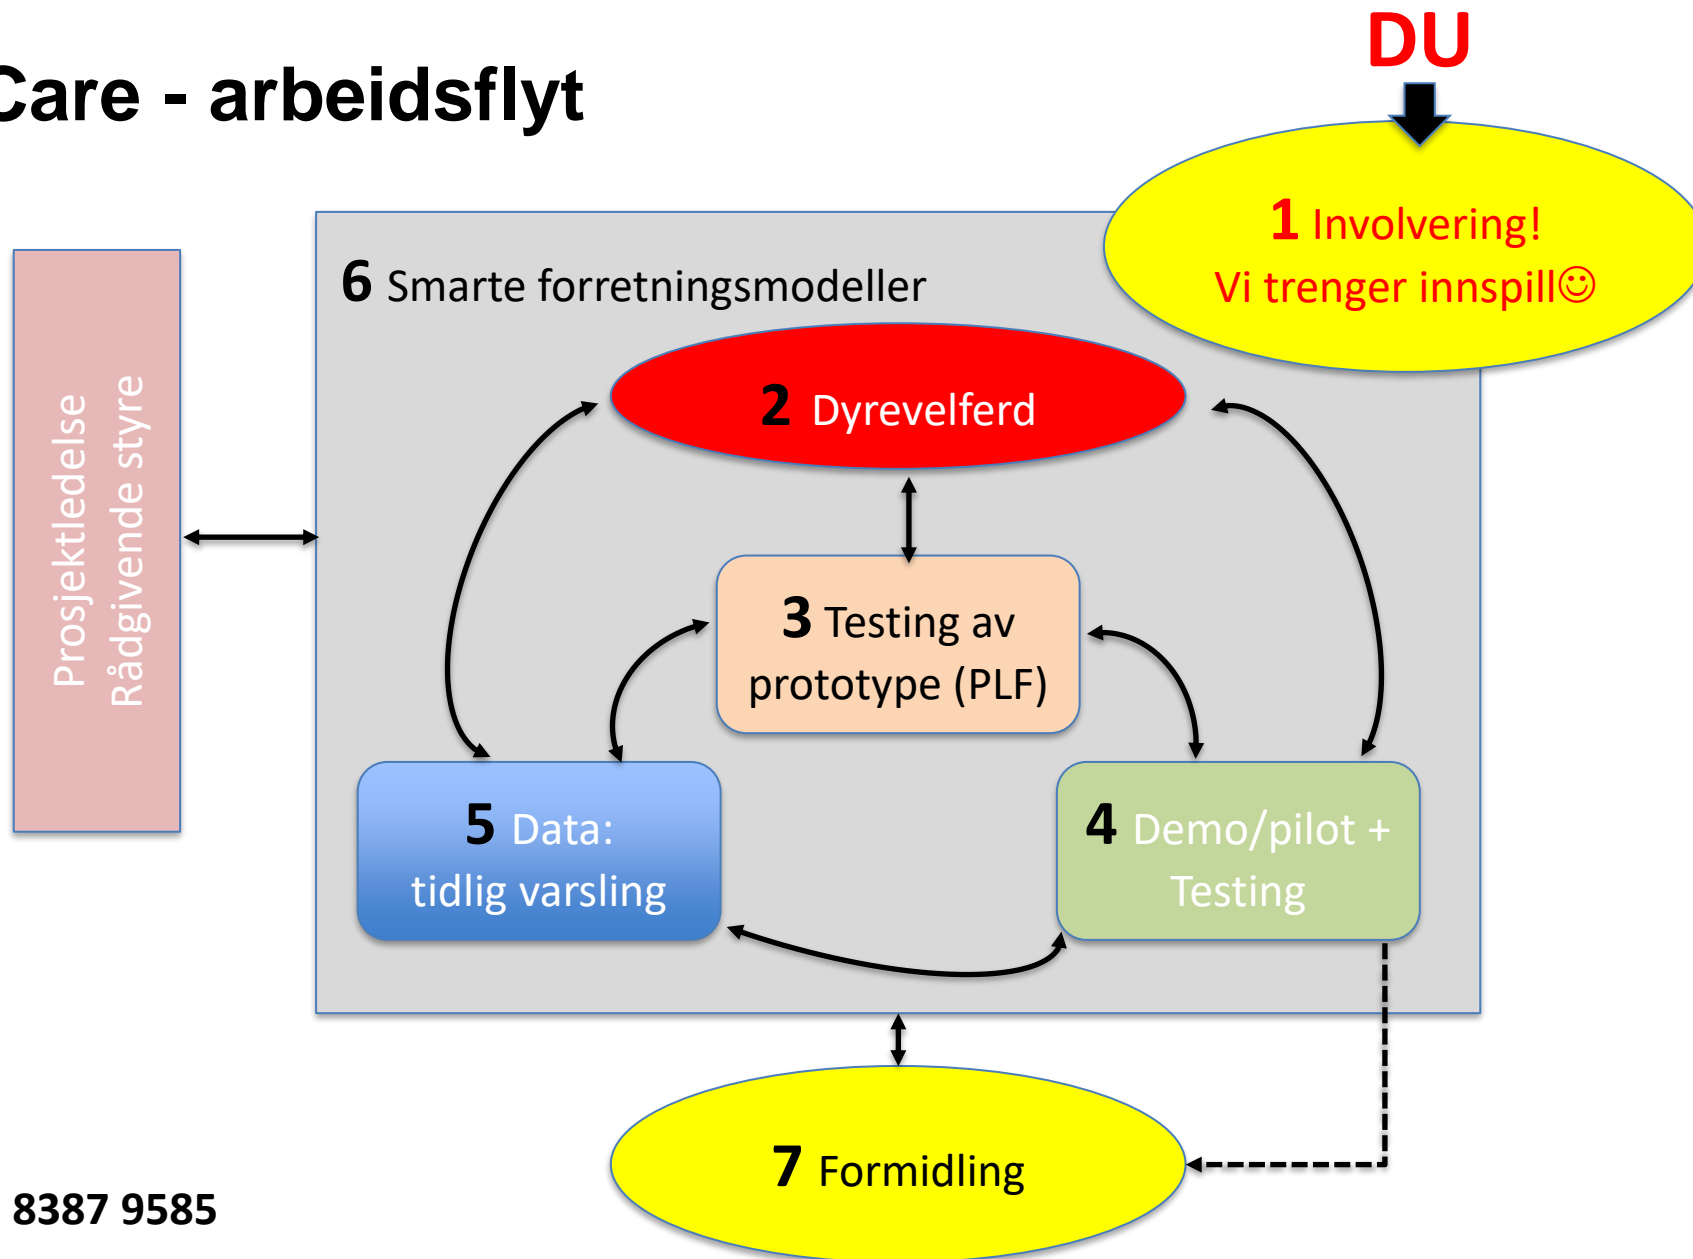 Care - arbeidsflyt
DU
1 Involvering!
Vi trenger innspill☺
6 Smarte forretningsmodeller
2 Dyrevelferd
Prosjektledelse
Rådgivende styre
3 Testing av
prototype (PLF)
5 Data:
tidlig varsling
4 Demo/pilot +
Testing
7 Formidling
8387 9585